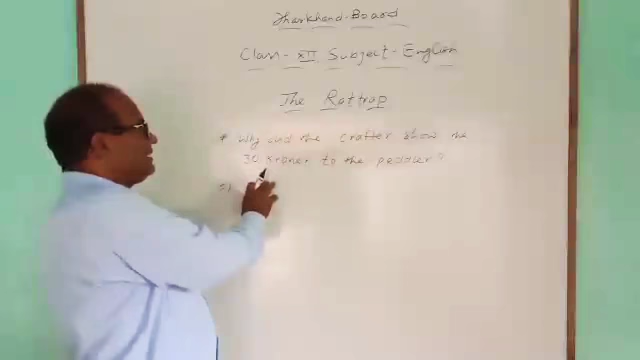 Jharkhand-Board
Class-XII Subject-English
The Rattrap
* Why did the crofter show the
30 Kroner to the peddler?